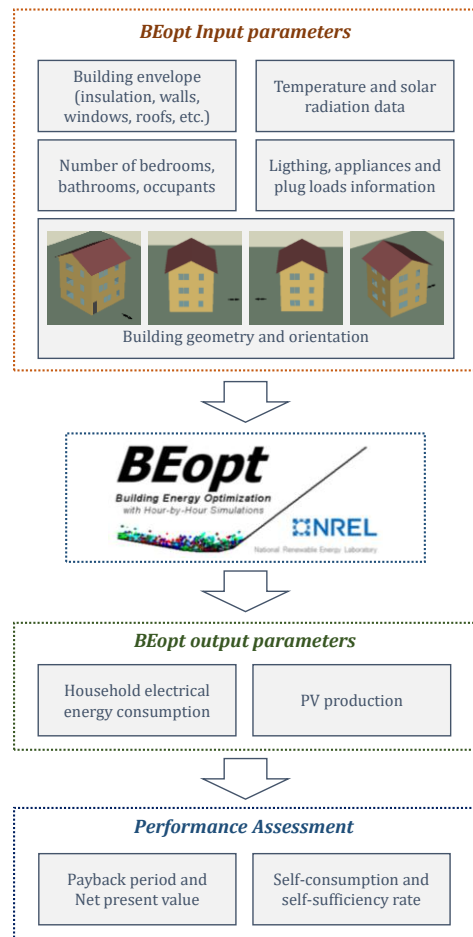 BEopt Input parameters
Building envelope
(insulation, walls,
windows, roofs, etc.)
Temperature and solar
radiation data
Number of bedrooms,
bathrooms, occupants
Ligthing, appliances and
plug loads information
Building geometry and orientation
BEopt
Building Energy Optimization
with Hour-by-Hour Simulations
NREL
National Renewable Energy Laboratory
BEopt output parameters
Household electrical
energy consumption
PV production
Performance Assessment
Payback period and
Net present value
Self-consumption and
self-sufficiency rate